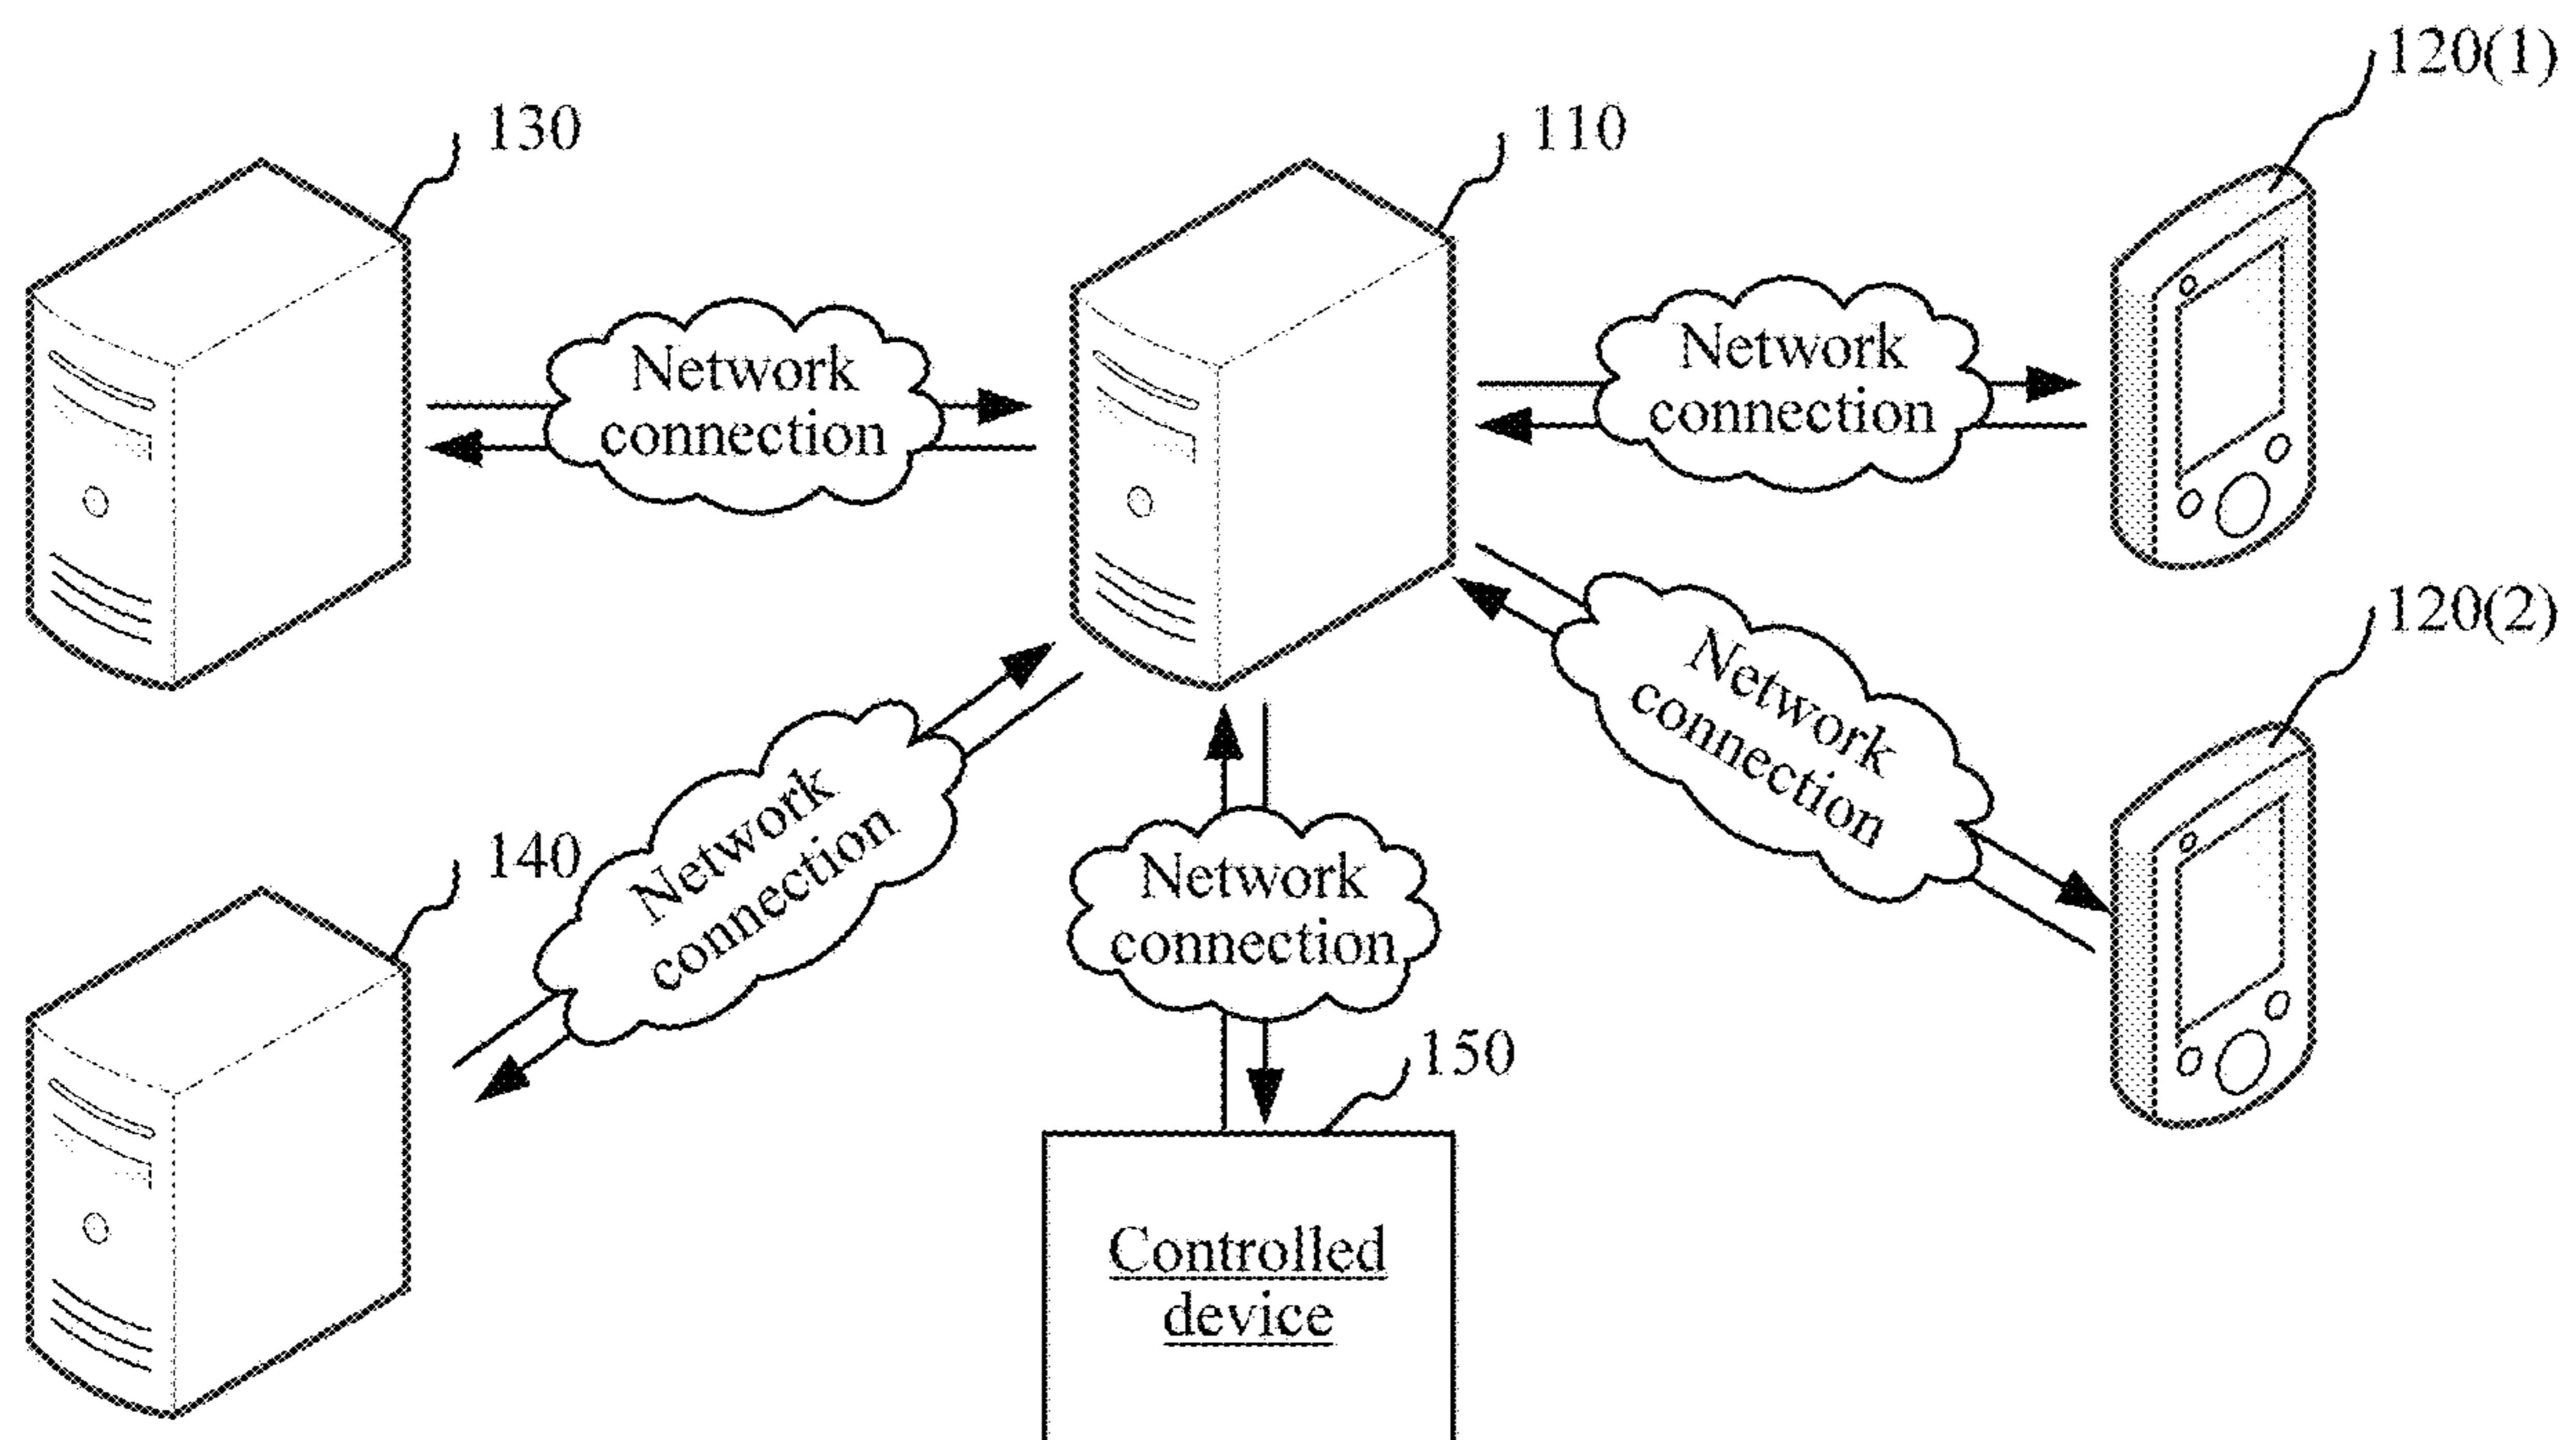 120(1)
130
110
Network
connection
Network
connection
120(2)
Network
connection
Network
connection
140
Network
connection
150
Controlled
device